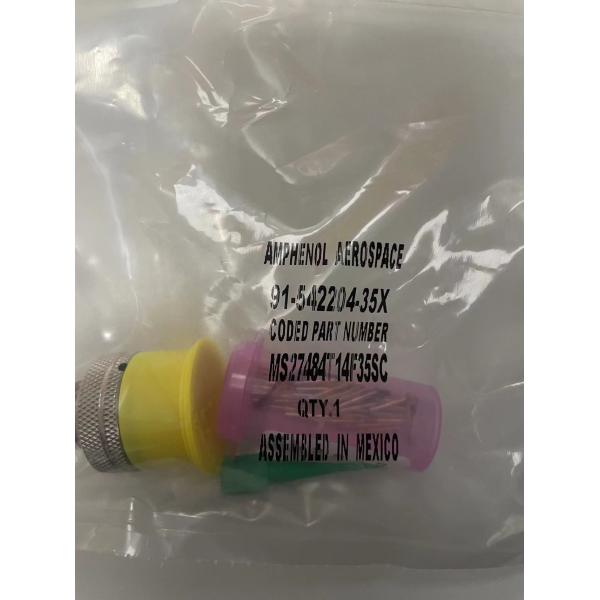 AMPHENOL AEROSPACE
91-542204-35X
CODED PART NUMBER
MS27484T14F35SC
QTY.1
ASSEMBLED IN MEXICO